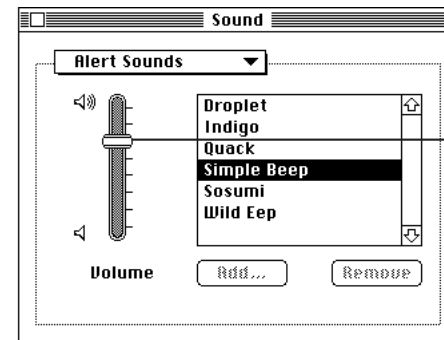 Sound
Alert Sounds
Droplet
Indigo
Quack
Simple Beep
Sosumi
Wild Eep
Volume
Add...
Remove